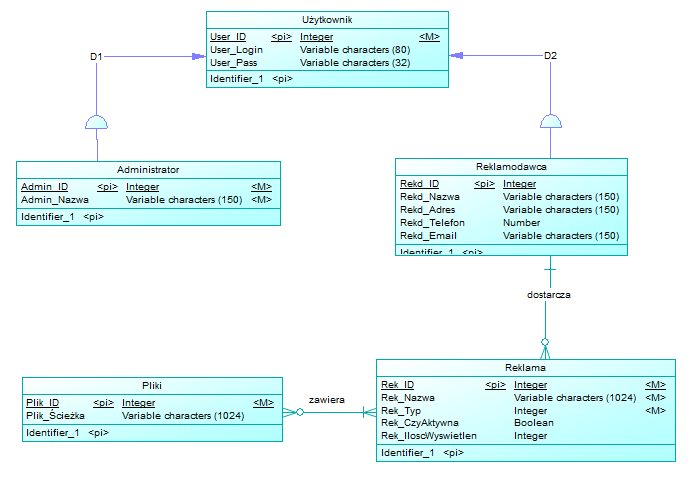 Użytkownik
User_ID <pi> Integer <M>
User_Login Variable characters (80)
User_Pass Variable characters (32)
Identifier_1 <pi>
D1
D2
Administrator
Admin_ID <pi> Integer <M>
Admin_Nazwa Variable characters (150) <M>
Identifier_1 <pi>
Reklamodawca
Rekd_ID <pi> Integer
Rekd_Nazwa Variable characters (150)
Rekd_Adres Variable characters (150)
Rekd_Telefon Number
Rekd_Email Variable characters (150)
Identifier_1 <pi>
dostarcza
Pliki
Plik_ID <pi> Integer <M>
Plik_Ścieżka Variable characters (1024)
Identifier_1 <pi>
zawiera
Reklama
Rek_ID <pi> Integer <M>
Rek_Nazwa Variable characters (1024) <M>
Rek_Typ Integer <M>
Rek_CzyAktywna Boolean
Rek_IloscWyswietlen Integer
Identifier_1 <pi>